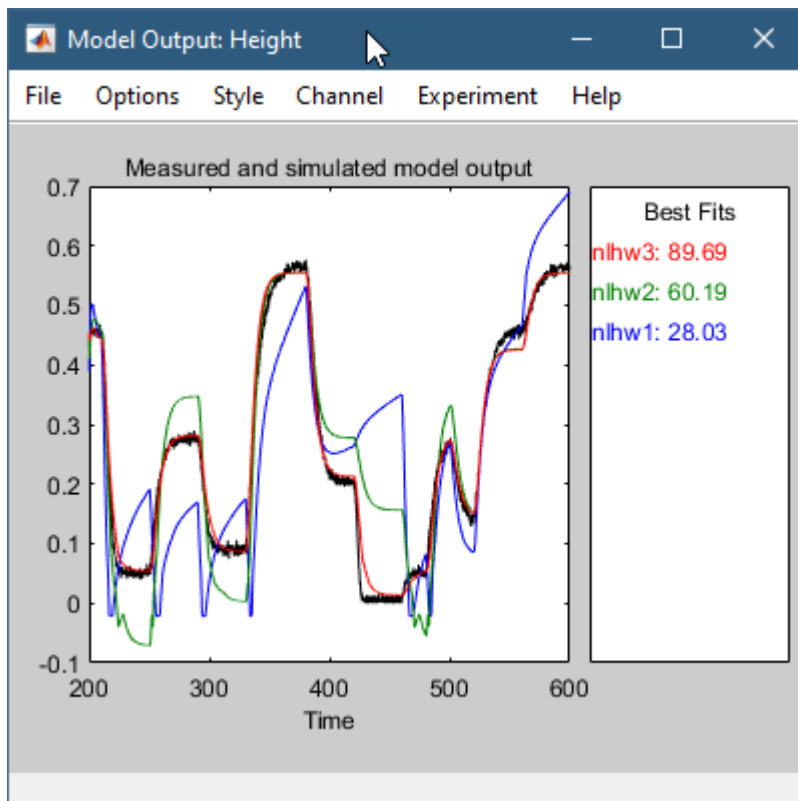 Model Output: Height
File Options Style Channel Experiment Help
Measured and simulated model output
0.7
0.6
0.5
0.4
0.3
0.2
0.1
0
-0.1
200 300 400 500 600
Time
Best Fits
nlhw3: 89.69
nlhw2: 60.19
nlhw1: 28.03